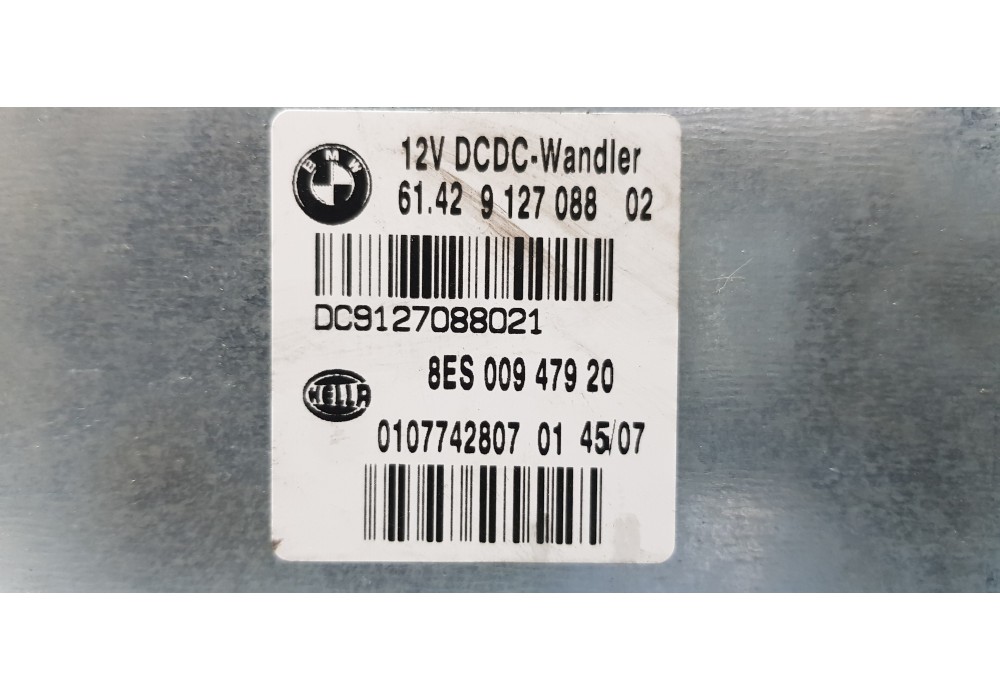 BMW
12V DCDC-Wandler
61.42 9 127 088 02
DC9127088021
8ES 009 479 20
HELLA
0107742807 01 45/07